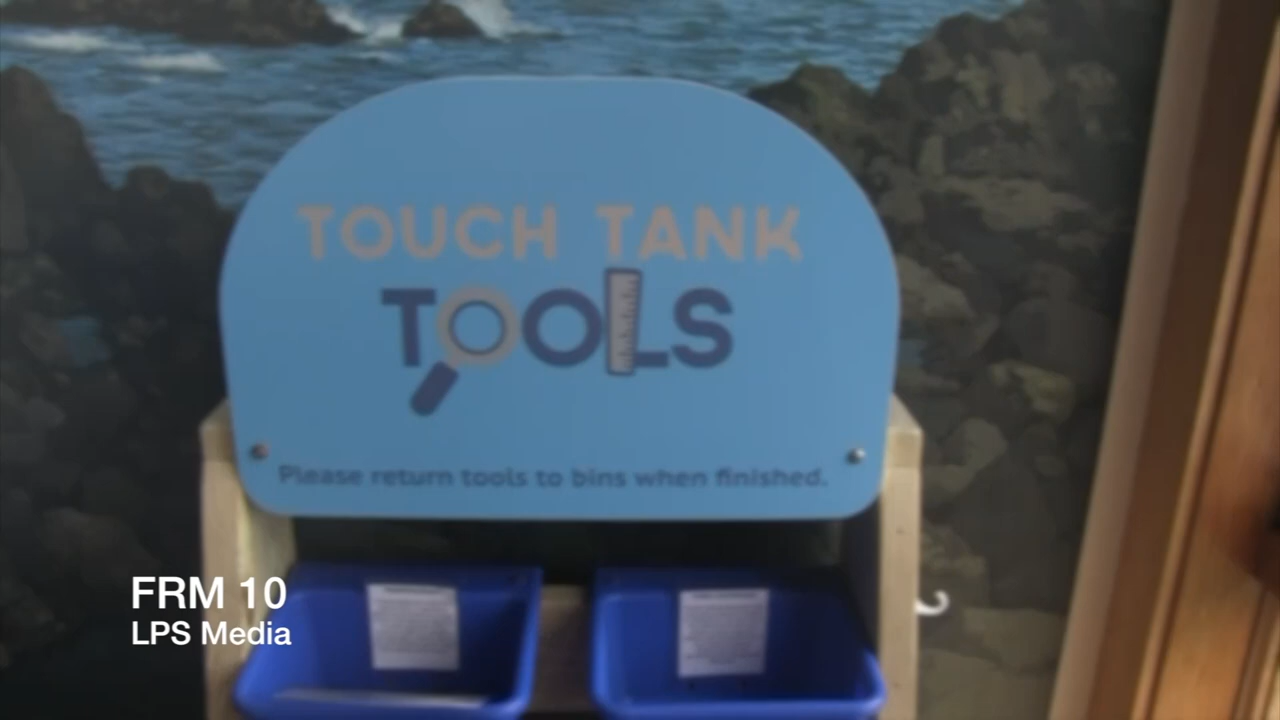 TOUCH TANK
TOOLS
Please return tools to bins when finished.
FRM 10
LPS Media